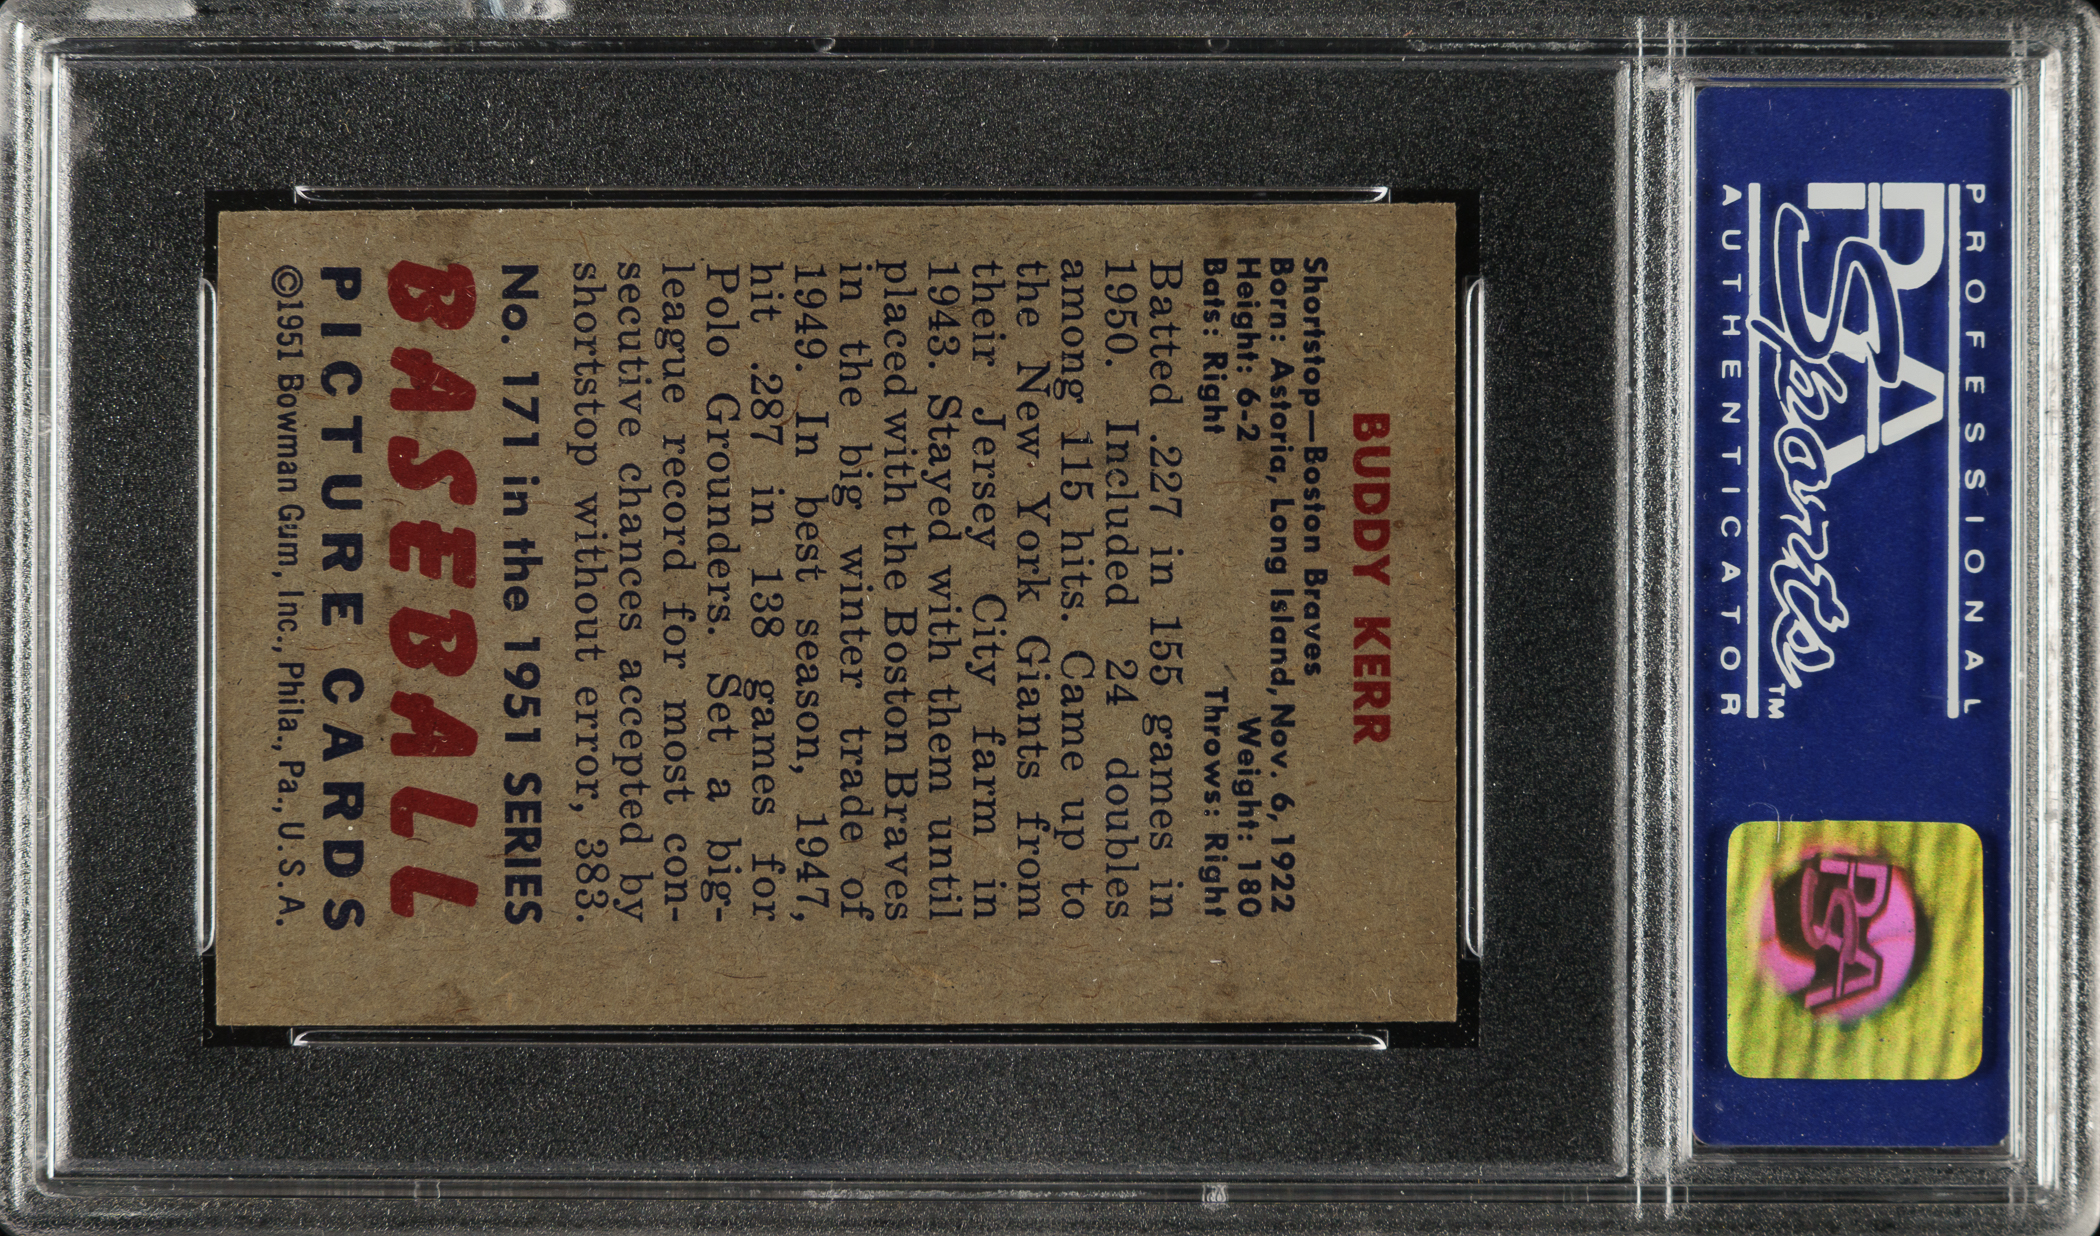 PROFESSIONAL
PSA
Sports™
AUTHENTICATOR
PSA
BUDDY KERR
Shortstop—Boston Braves
Born: Astoria, Long Island, Nov. 6, 1922
Height: 6-2 Weight: 180
Bats: Right Throws: Right
Batted .227 in 155 games in
1950. Included 24 doubles
among 115 hits. Came up to
the New York Giants from
their Jersey City farm in
1943. Stayed with them until
placed with the Boston Braves
in the big winter trade of
1949. In best season, 1947,
hit .287 in 138 games for
Polo Grounders. Set a big-
league record for most con-
secutive chances accepted by
shortstop without error, 383.
No. 171 in the 1951 SERIES
BASEBALL
PICTURE CARDS
©1951 Bowman Gum, Inc., Phila., Pa., U.S.A.